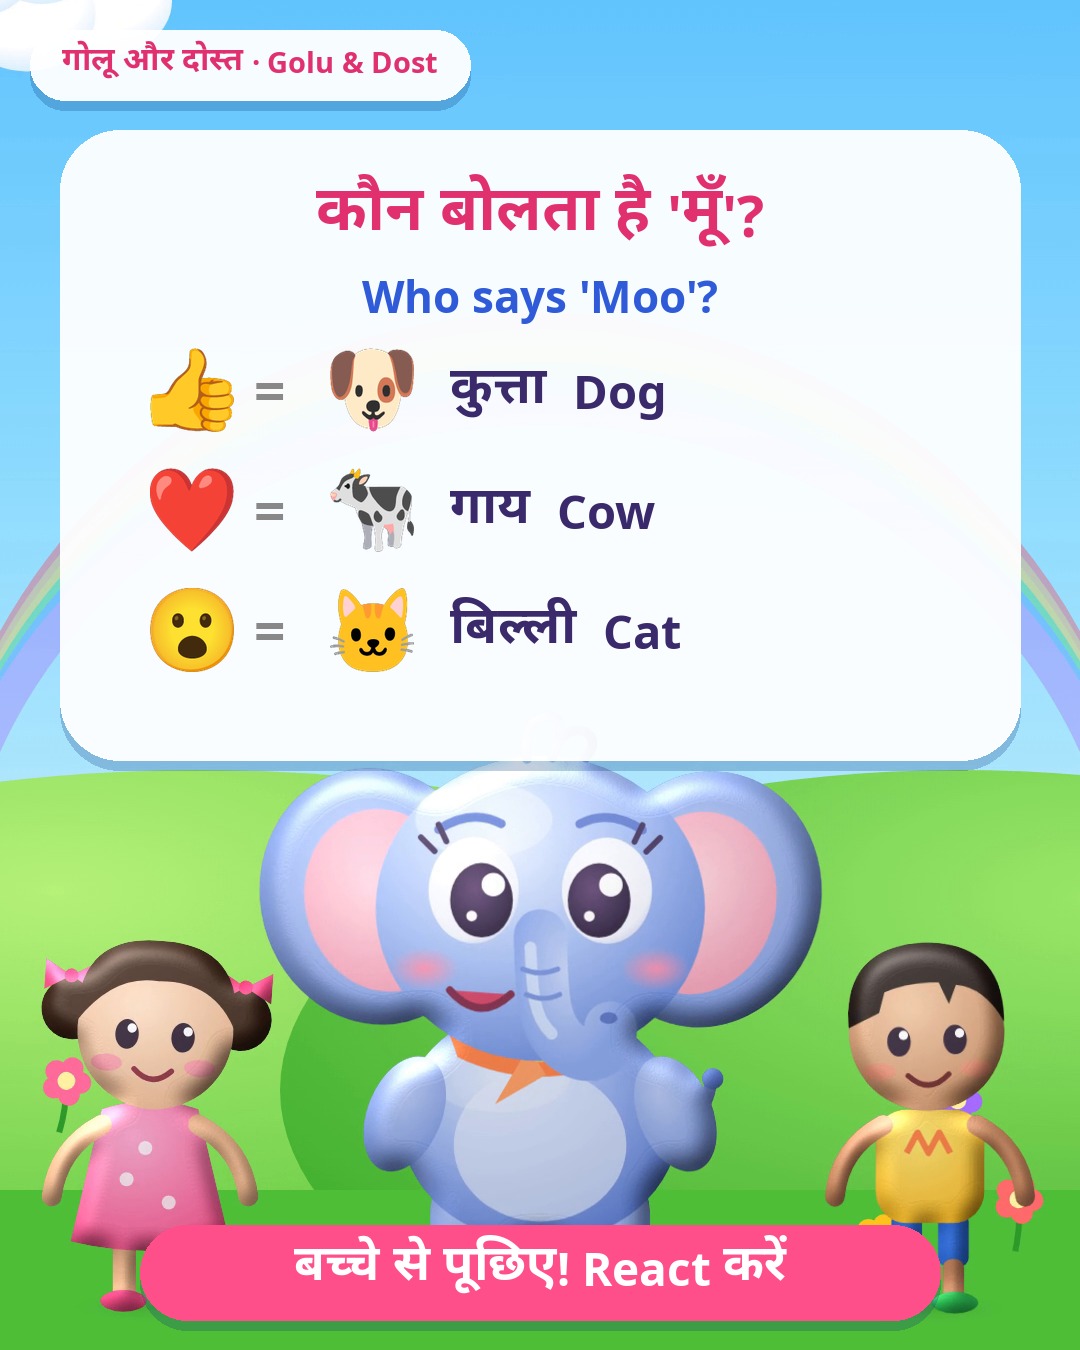 गोलू और दोस्त · Golu & Dost
कौन बोलता है 'मूँ'?
Who says 'Moo'?
= कुत्ता Dog
= गाय Cow
= बिल्ली Cat
बच्चे से पूछिए! React करें